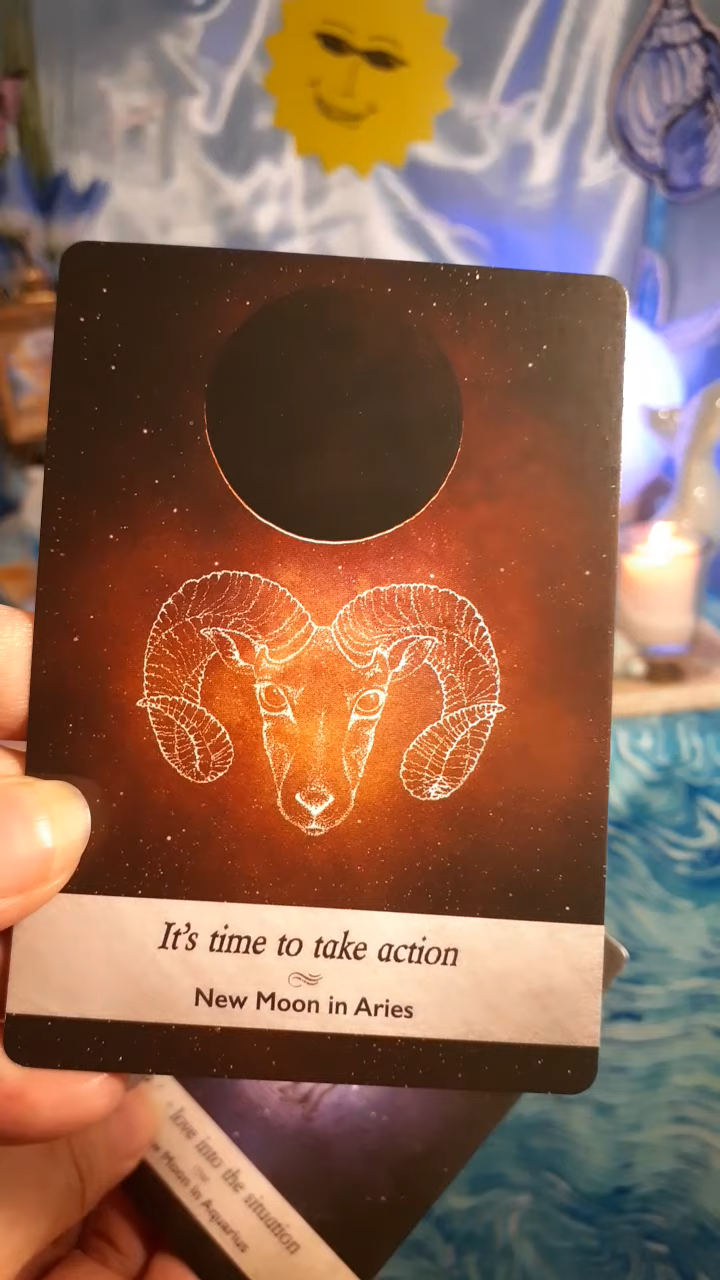 It's time to take action
New Moon in Aries
love into the situation
Moon in Aquarius